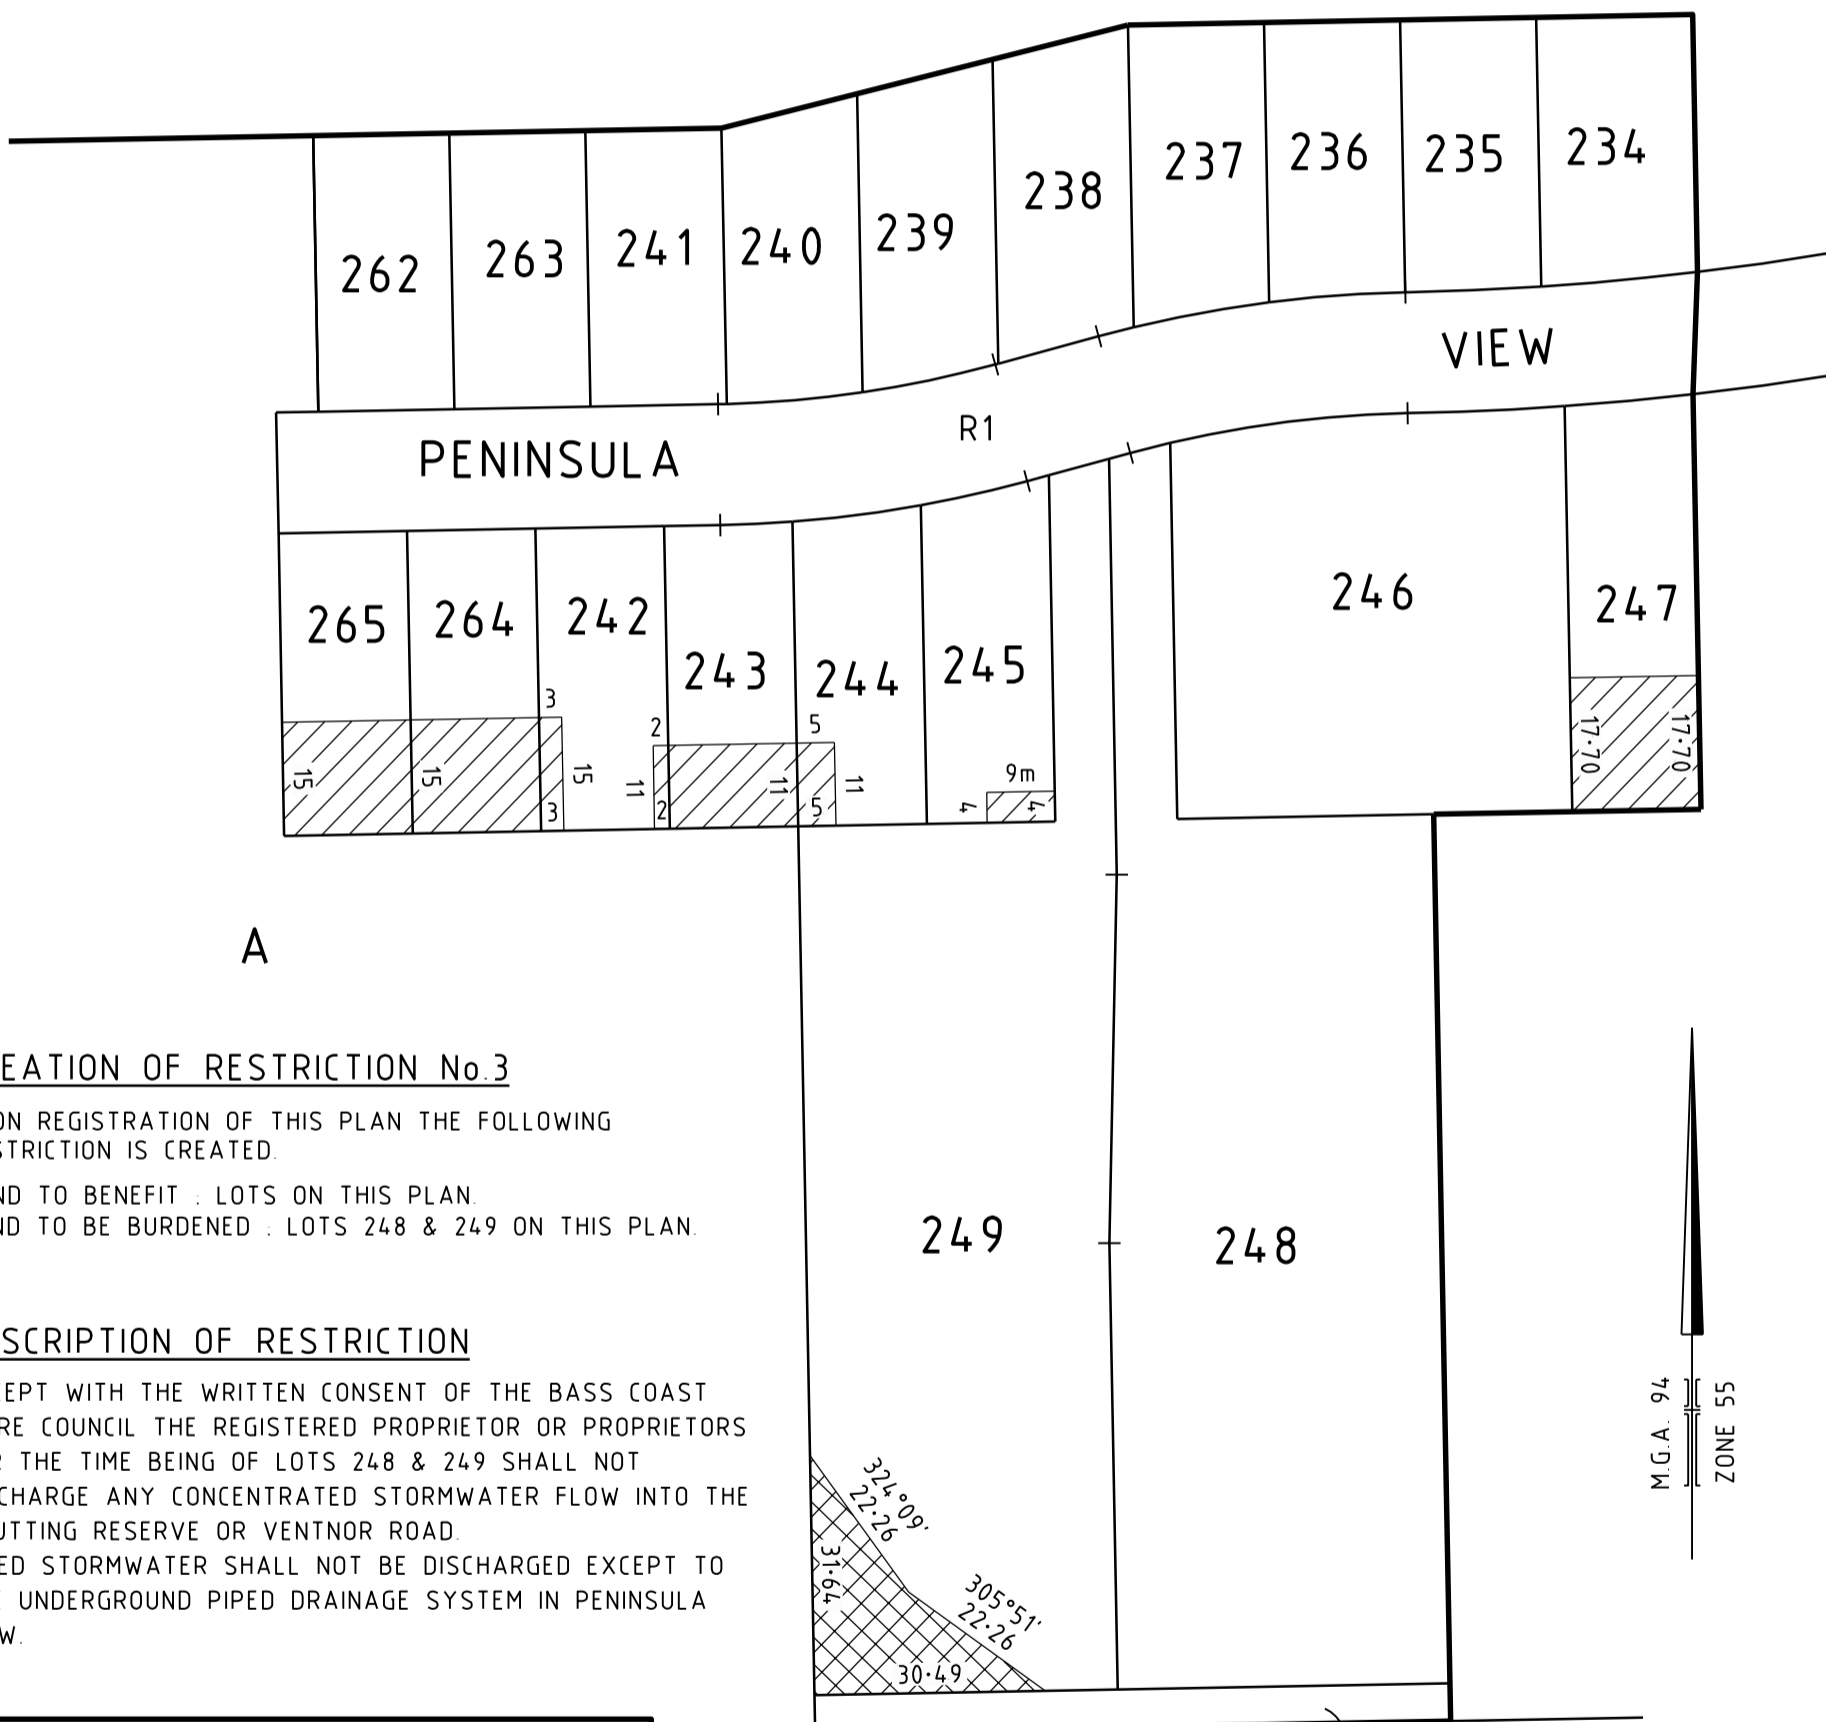 262
263
241
240
239
238
237
236
235
234
VIEW
R1
PENINSULA
265
264
242
243
244
245
246
247
3
15
15
3
15
2
11
2
11
5
5
11
9m
4
4
17·70
17·70
A
EATION OF RESTRICTION No.3
ON REGISTRATION OF THIS PLAN THE FOLLOWING
STRICTION IS CREATED.
ND TO BENEFIT : LOTS ON THIS PLAN.
ND TO BE BURDENED : LOTS 248 & 249 ON THIS PLAN.
SCRIPTION OF RESTRICTION
EPT WITH THE WRITTEN CONSENT OF THE BASS COAST
RE COUNCIL THE REGISTERED PROPRIETOR OR PROPRIETORS
R THE TIME BEING OF LOTS 248 & 249 SHALL NOT
CHARGE ANY CONCENTRATED STORMWATER FLOW INTO THE
UTTING RESERVE OR VENTNOR ROAD.
ED STORMWATER SHALL NOT BE DISCHARGED EXCEPT TO
E UNDERGROUND PIPED DRAINAGE SYSTEM IN PENINSULA
W.
249
248
324°09'
22·26
31·64
305°51'
22·26
30·49
M.G.A. 94
ZONE 55